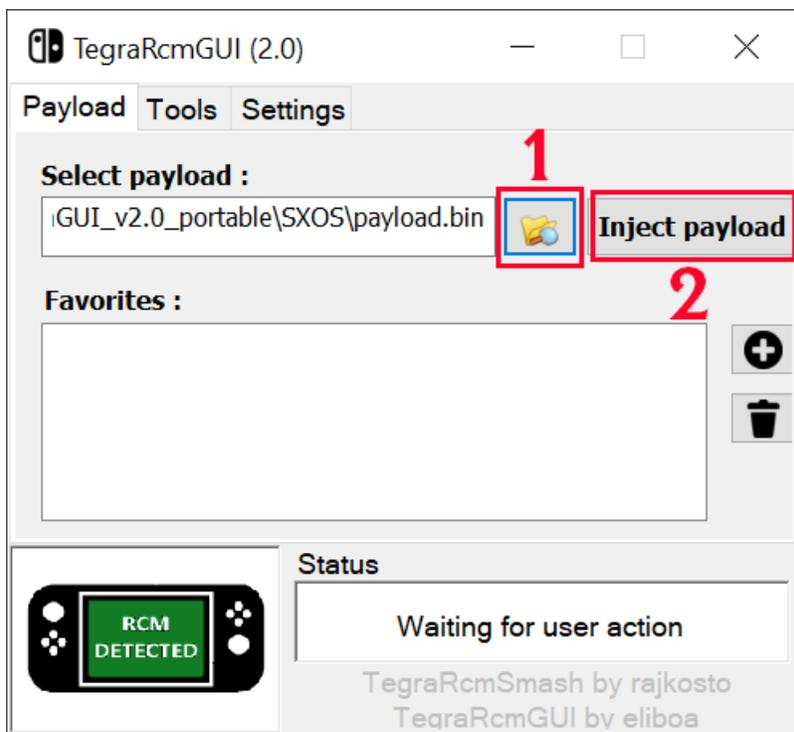 TegraRcmGUI (2.0)
Payload Tools Settings
1
Select payload :
GUI_v2.0_portable\SXOS\payload.bin
Inject payload
2
Favorites :
Status
RCM
DETECTED
Waiting for user action
TegraRcmSmash by rajkosto
TegraRcmGUI by eliboa